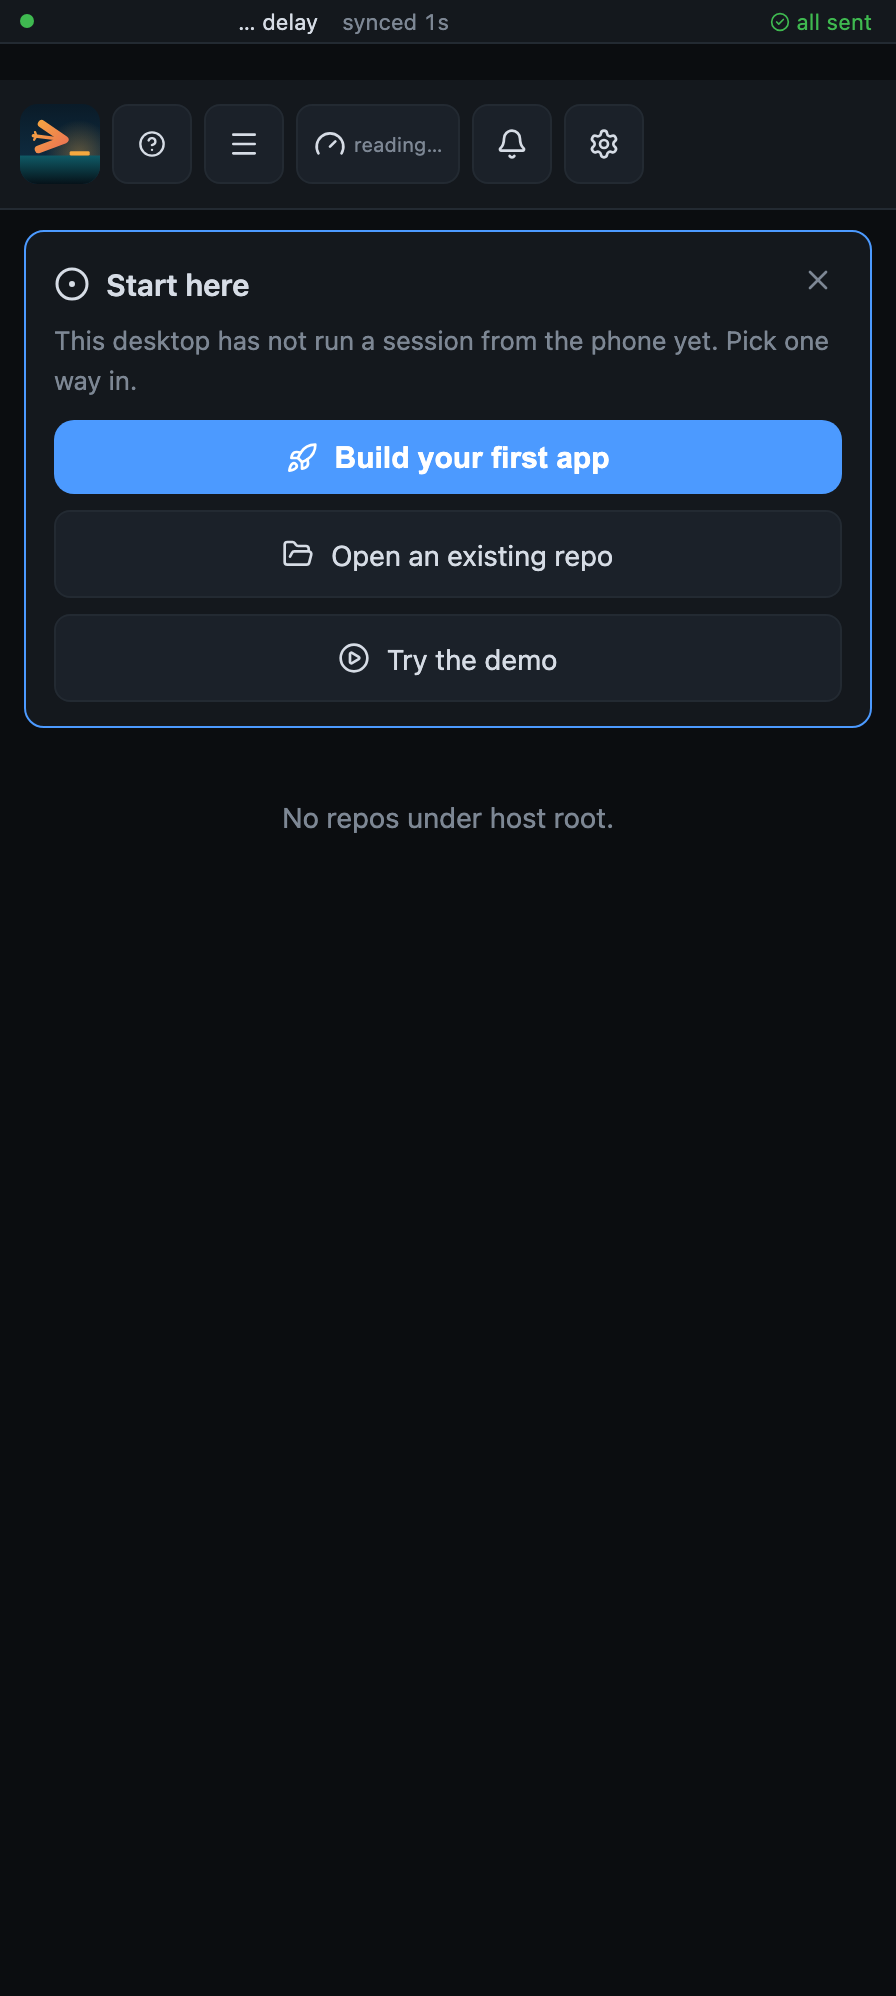 ... delay synced 1s all sent
reading...
Start here
This desktop has not run a session from the phone yet. Pick one
way in.
Build your first app
Open an existing repo
Try the demo
No repos under host root.